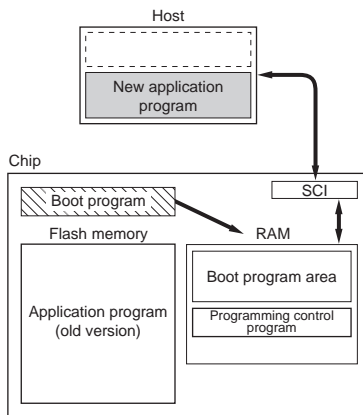 Host
New application
program
Chip
SCI
Boot program
Flash memory
RAM
Boot program area
Application program
(old version)
Programming control
program